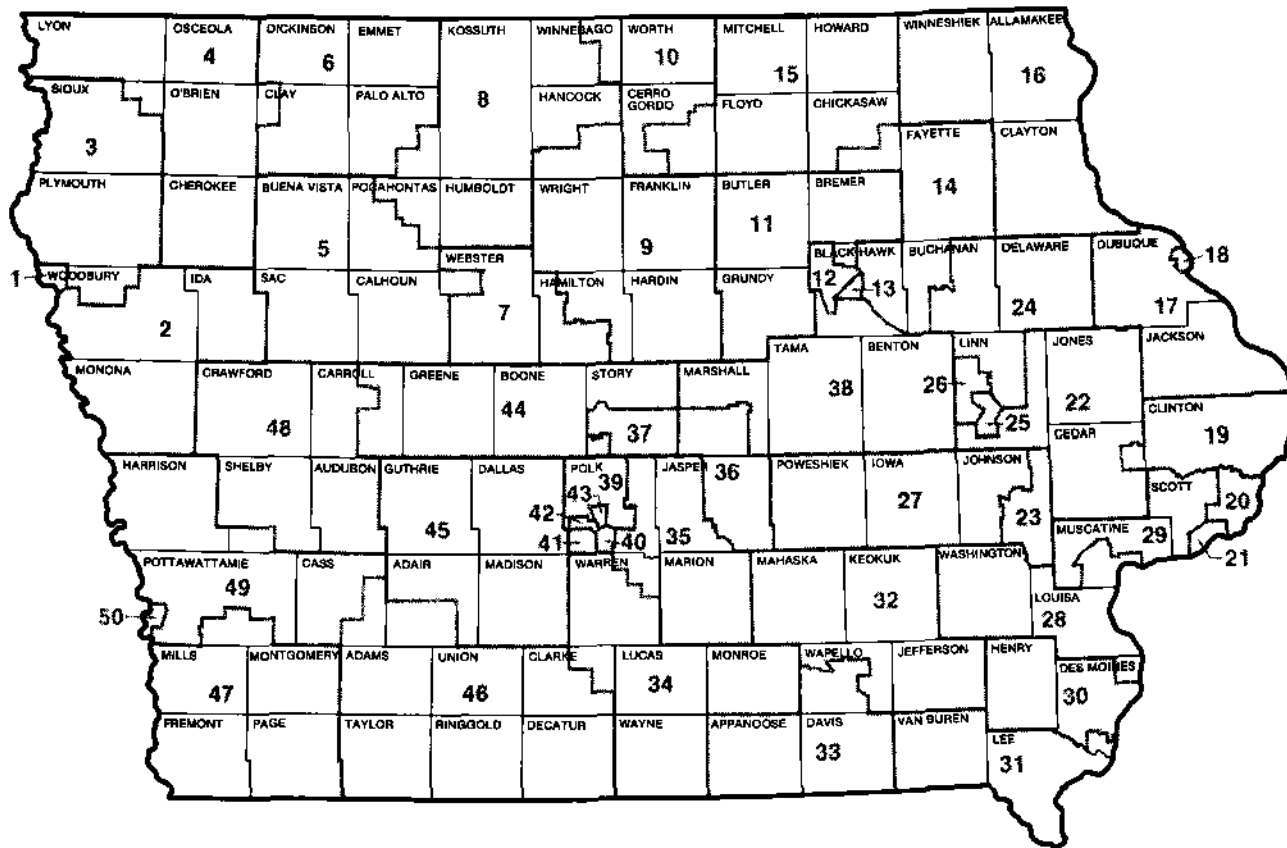 LYON OSCEOLA DICKINSON EMMET KOSSUTH WINNEBAGO WORTH MITCHELL HOWARD WINNESHIEK ALLAMAKEE
4 6 10 15 16
SIOUX O'BRIEN CLAY PALO ALTO 8 HANCOCK CERRO GORDO FLOYD CHICKASAW
3 FAYETTE CLAYTON
PLYMOUTH CHEROKEE BUENA VISTA POCAHONTAS HUMBOLDT WRIGHT FRANKLIN BUTLER BREMER 14
5 9 11
1 WOODBURY IDA SAC CALHOUN WEBSTER HAMILTON HARDIN GRUNDY BLACK HAWK BUCHANAN DELAWARE DUBUQUE 18
12 13
2 7 24 17
MONONA CRAWFORD CARROLL GREENE BOONE STORY MARSHALL TAMA BENTON LINN JONES JACKSON
48 44 37 38 26 25 22 CLINTON
CEDAR 19
HARRISON SHELBY AUDUBON GUTHRIE DALLAS POLK 39 JASPER 36 POWESHIEK IOWA JOHNSON SCOTT 20
45 43 42 27 23
41 40 35 MUSCATINE 29 21
POTTAWATTAMIE CASS ADAIR MADISON WARREN MARION MAHASKA KEOKUK WASHINGTON
49 32 LOUISA
50 28
MILLS MONTGOMERY ADAMS UNION CLARKE LUCAS MONROE WAPELLO JEFFERSON HENRY DES MOINES
47 46 34 30
FREMONT PAGE TAYLOR RINGGOLD DECATUR WAYNE APPANOOSE DAVIS VAN BUREN LEE
33 31